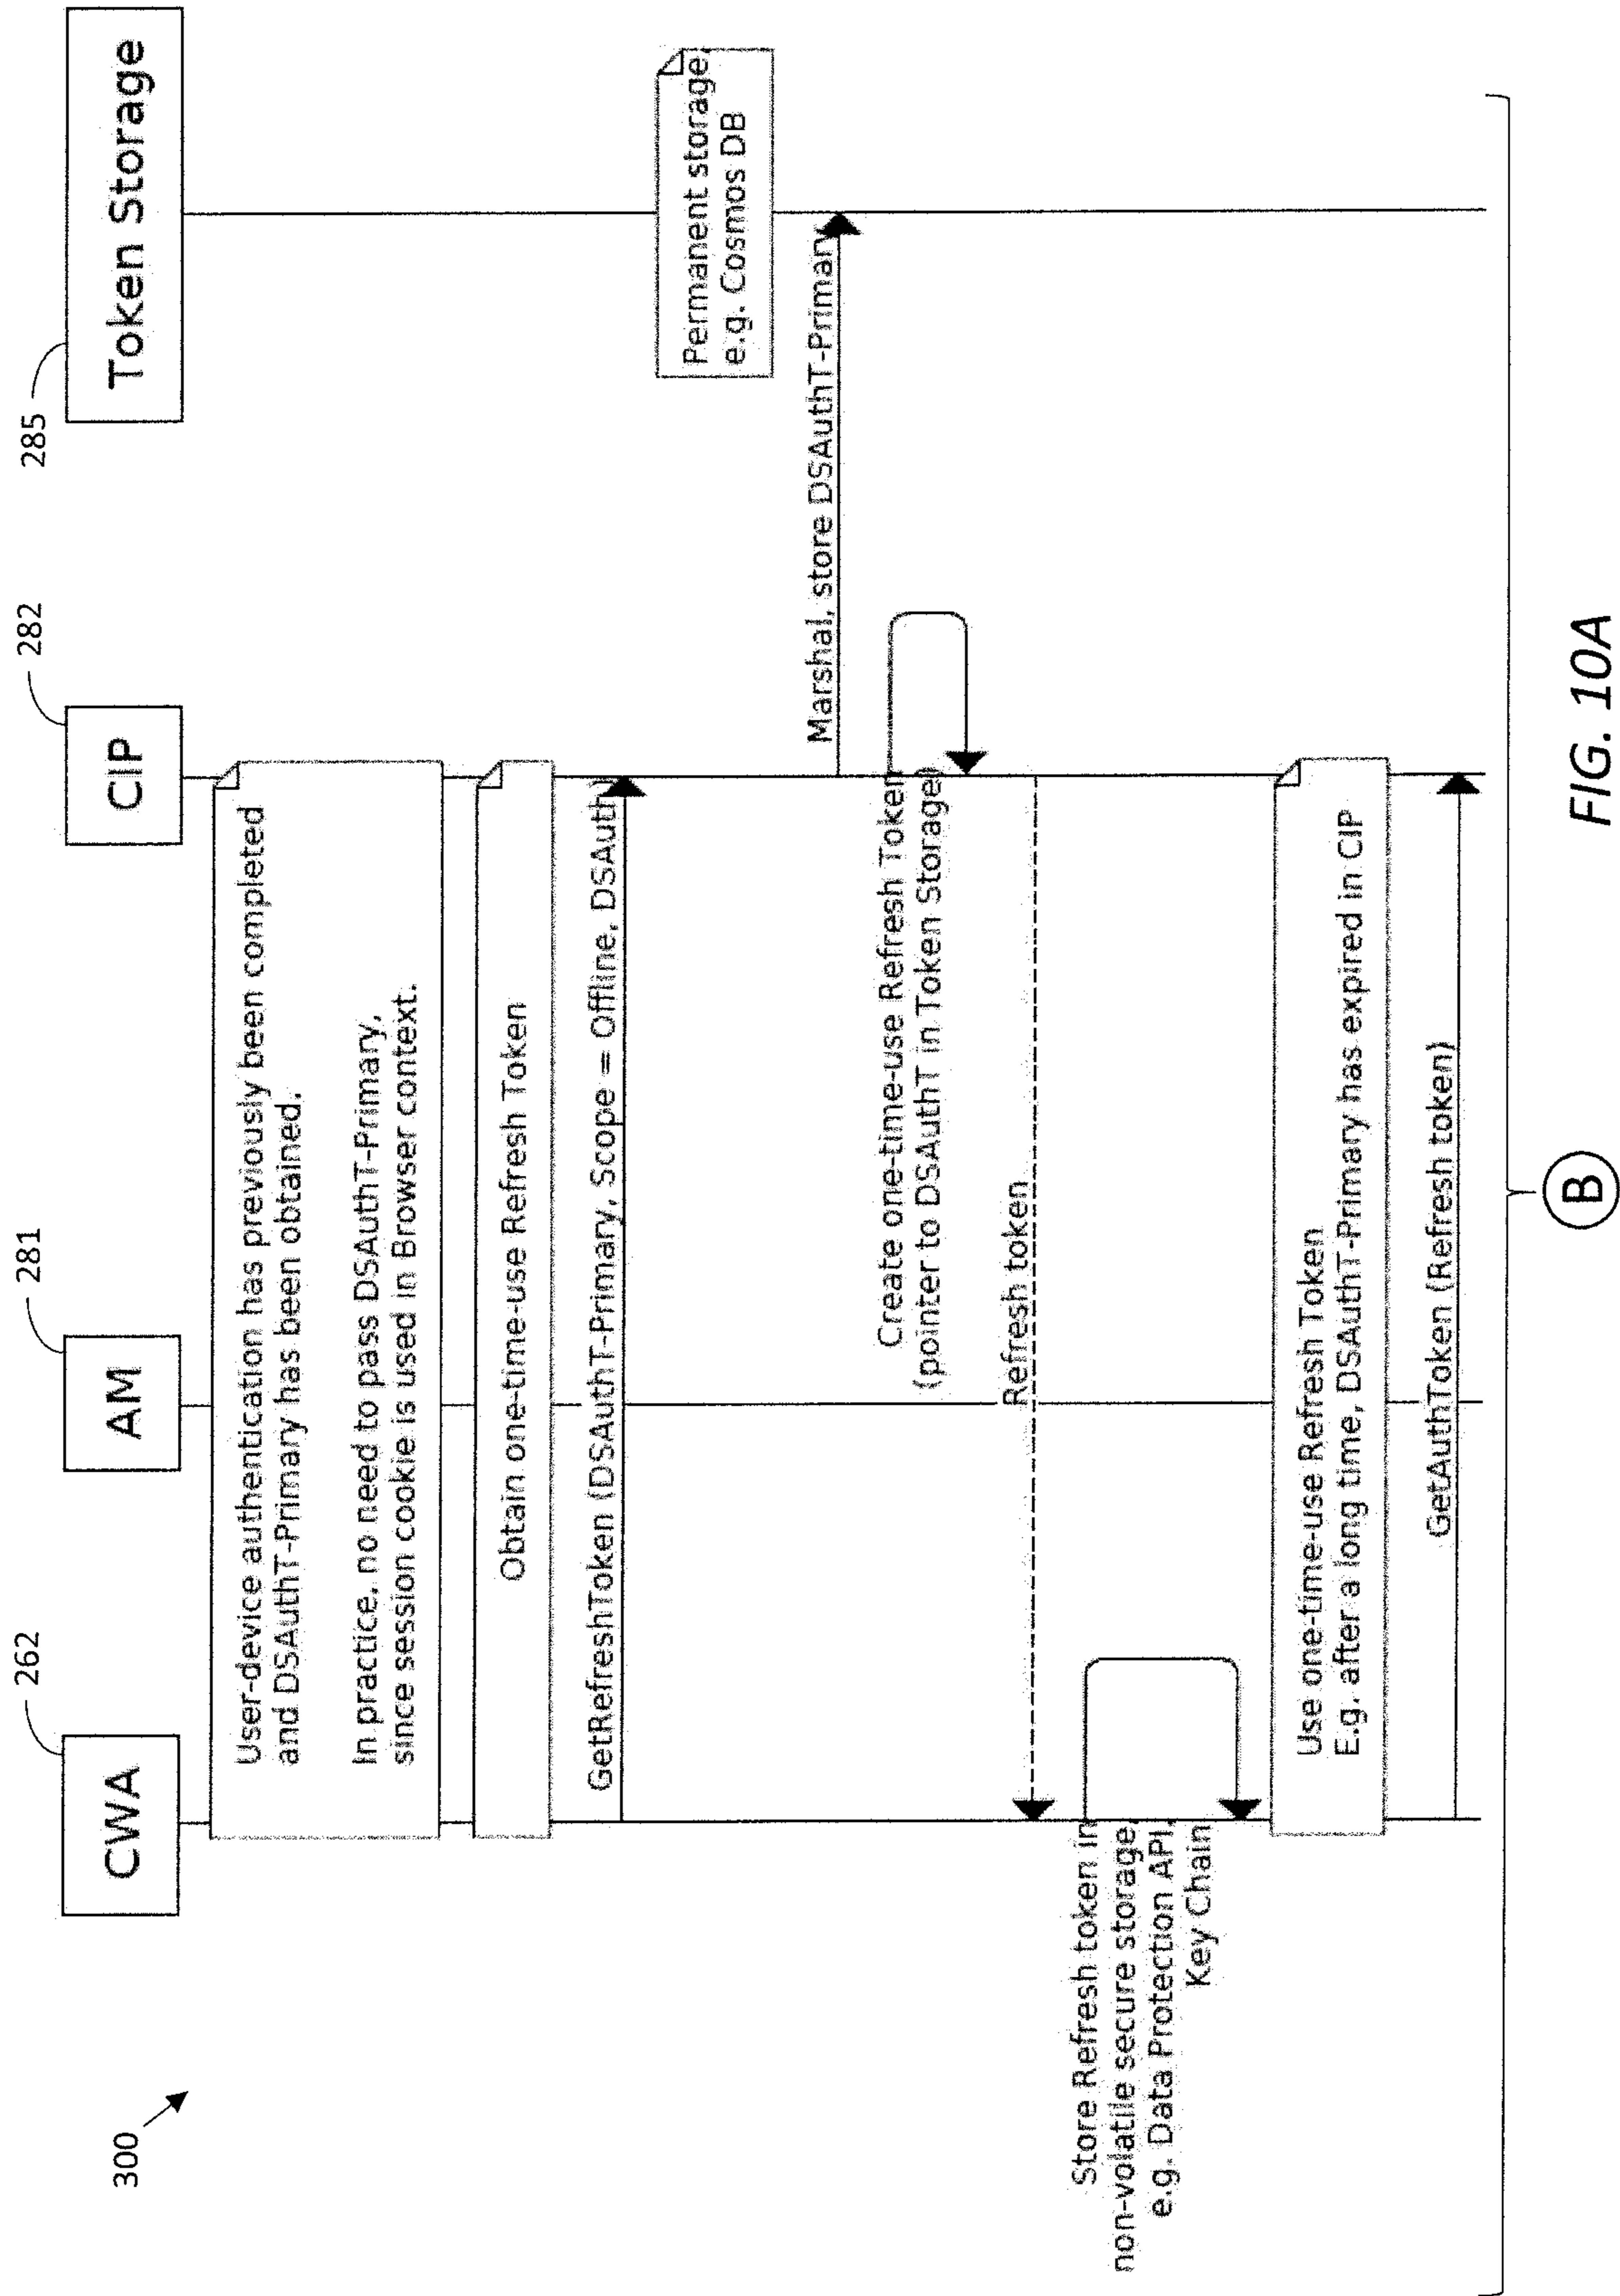 300
262
281
282
285
CWA
AM
CIP
Token Storage
User-device authentication has previously been completed
and DSAuthT-Primary has been obtained.
In practice, no need to pass DSAuthT-Primary,
since session cookie is used in Browser context.
Obtain one-time-use Refresh Token
GetRefreshToken (DSAuthT-Primary, Scope = Offline, DSAuth)
Permanent storage,
e.g. Cosmos DB
Marshal, store DSAuthT-Primary
Create one-time-use Refresh Token
(pointer to DSAuthT in Token Storage)
Refresh token
Store Refresh token in
non-volatile secure storage,
e.g. Data Protection API,
Key Chain
Use one-time-use Refresh Token
E.g. after a long time, DSAuthT-Primary has expired in CIP
GetAuthToken (Refresh token)
B
FIG. 10A